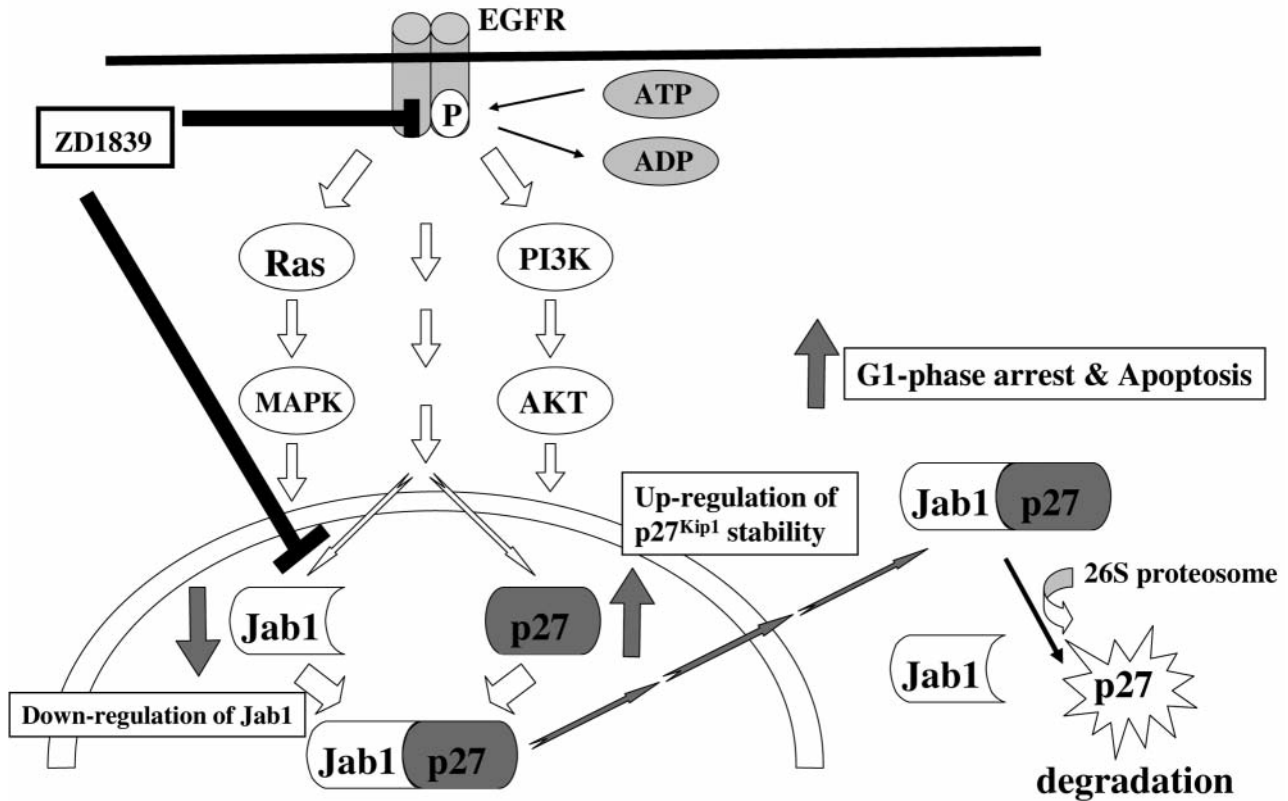 EGFR
ATP
P
ZD1839
ADP
Ras
PI3K
MAPK
AKT
G1-phase arrest & Apoptosis
Up-regulation of
p27Kip1 stability
Jab1
p27
26S proteosome
Jab1
p27
Jab1
p27
Down-regulation of Jab1
Jab1
p27
degradation